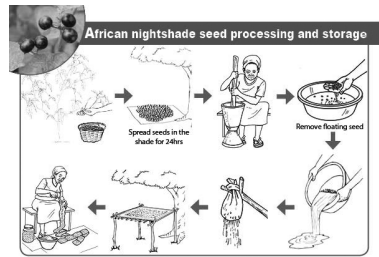 African nightshade seed processing and storage
Spread seeds in the
shade for 24hrs
Remove floating seed